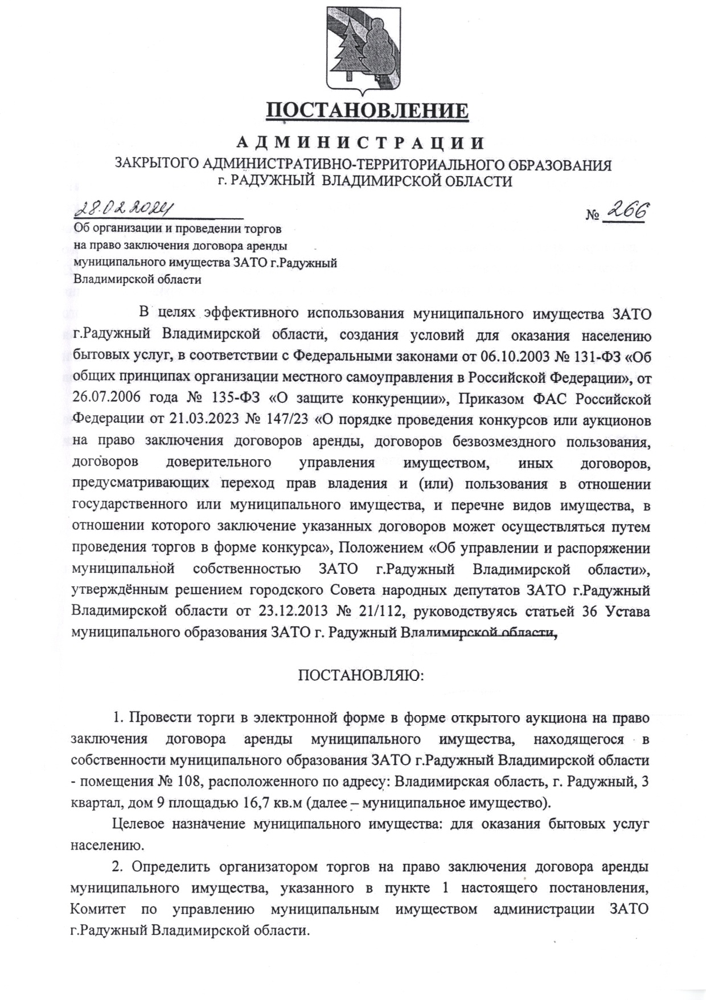 ПОСТАНОВЛЕНИЕ
АДМИНИСТРАЦИИ
ЗАКРЫТОГО АДМИНИСТРАТИВНО-ТЕРРИТОРИАЛЬНОГО ОБРАЗОВАНИЯ
г. РАДУЖНЫЙ ВЛАДИМИРСКОЙ ОБЛАСТИ
28.02.2024 № 266
Об организации и проведении торгов
на право заключения договора аренды
муниципального имущества ЗАТО г.Радужный
Владимирской области
В целях эффективного использования муниципального имущества ЗАТО
г.Радужный Владимирской области, создания условий для оказания населению
бытовых услуг, в соответствии с Федеральными законами от 06.10.2003 № 131-ФЗ «Об
общих принципах организации местного самоуправления в Российской Федерации», от
26.07.2006 года № 135-ФЗ «О защите конкуренции», Приказом ФАС Российской
Федерации от 21.03.2023 № 147/23 «О порядке проведения конкурсов или аукционов
на право заключения договоров аренды, договоров безвозмездного пользования,
договоров доверительного управления имуществом, иных договоров,
предусматривающих переход прав владения и (или) пользования в отношении
государственного или муниципального имущества, и перечне видов имущества, в
отношении которого заключение указанных договоров может осуществляться путем
проведения торгов в форме конкурса», Положением «Об управлении и распоряжении
муниципальной собственностью ЗАТО г.Радужный Владимирской области»,
утверждённым решением городского Совета народных депутатов ЗАТО г.Радужный
Владимирской области от 23.12.2013 № 21/112, руководствуясь статьей 36 Устава
муниципального образования ЗАТО г. Радужный Владимирской области,
ПОСТАНОВЛЯЮ:
1. Провести торги в электронной форме в форме открытого аукциона на право
заключения договора аренды муниципального имущества, находящегося в
собственности муниципального образования ЗАТО г.Радужный Владимирской области
- помещения № 108, расположенного по адресу: Владимирская область, г. Радужный, 3
квартал, дом 9 площадью 16,7 кв.м (далее – муниципальное имущество).
Целевое назначение муниципального имущества: для оказания бытовых услуг
населению.
2. Определить организатором торгов на право заключения договора аренды
муниципального имущества, указанного в пункте 1 настоящего постановления,
Комитет по управлению муниципальным имуществом администрации ЗАТО
г.Радужный Владимирской области.